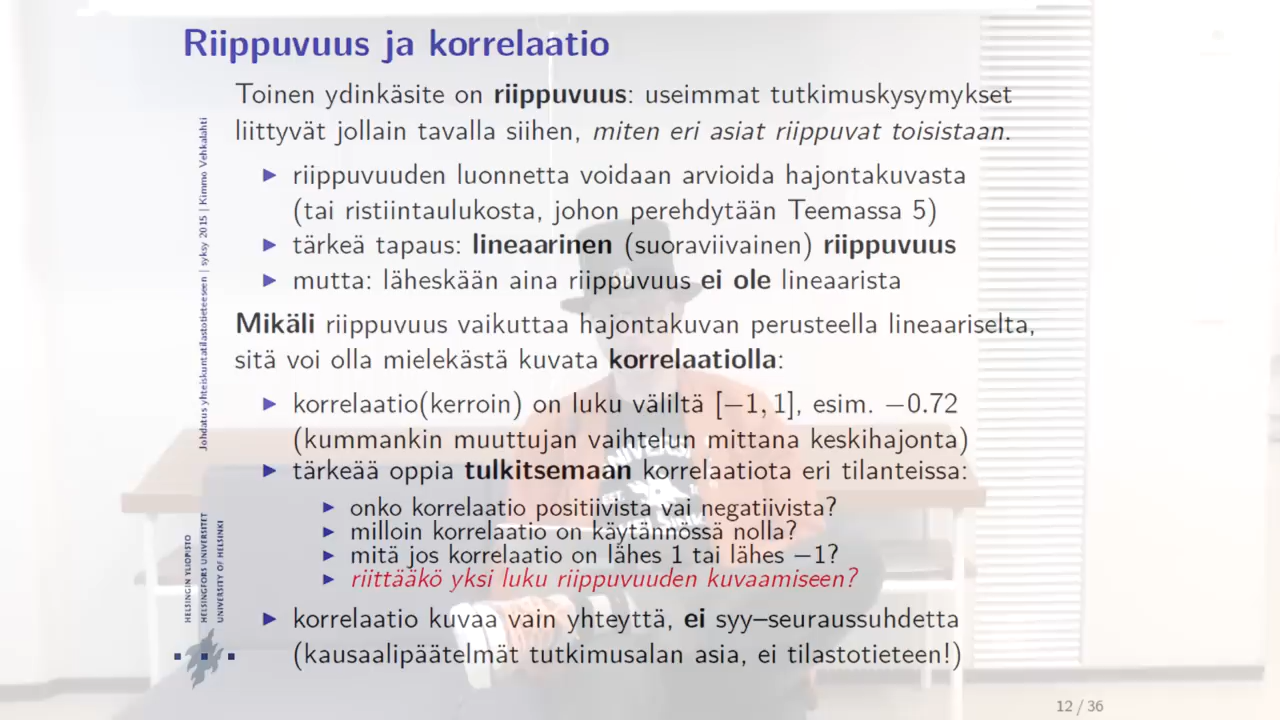 Riippuvuus ja korrelaatio
Toinen ydinkäsite on riippuvuus: useimmat tutkimuskysymykset
liittyvät jollain tavalla siihen, miten eri asiat riippuvat toisistaan.
▶ riippuvuuden luonnetta voidaan arvioida hajontakuvasta
(tai ristiintaulukosta, johon perehdytään Teemassa 5)
▶ tärkeä tapaus: lineaarinen (suoraviivainen) riippuvuus
▶ mutta: läheskään aina riippuvuus ei ole lineaarista
Mikäli riippuvuus vaikuttaa hajontakuvan perusteella lineaariselta,
sitä voi olla mielekästä kuvata korrelaatiolla:
▶ korrelaatio(kerroin) on luku väliltä [−1, 1], esim. −0.72
(kummankin muuttujan vaihtelun mittana keskihajonta)
▶ tärkeää oppia tulkitsemaan korrelaatiota eri tilanteissa:
▶ onko korrelaatio positiivista vai negatiivista?
▶ milloin korrelaatio on käytännössä nolla?
▶ mitä jos korrelaatio on lähes 1 tai lähes −1?
▶ riittääkö yksi luku riippuvuuden kuvaamiseen?
▶ korrelaatio kuvaa vain yhteyttä, ei syy–seuraussuhdetta
(kausaalipäätelmät tutkimusalan asia, ei tilastotieteen!)
Johdatus yhteiskuntatilastotieteeseen | syksy 2015 | Kimmo Vehkalahti
HELSINGIN YLIOPISTO
HELSINGFORS UNIVERSITET
UNIVERSITY OF HELSINKI
12 / 36